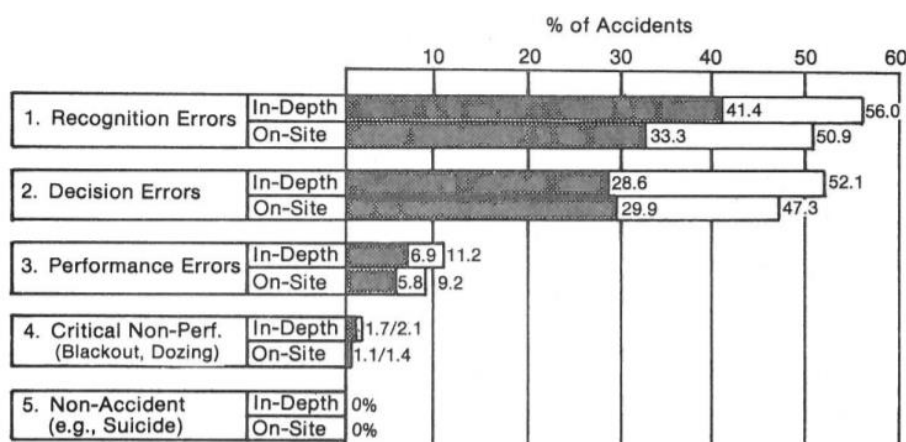 % of Accidents
10 20 30 40 50 60
1. Recognition Errors
In-Depth 41.4 56.0
On-Site 33.3 50.9
2. Decision Errors
In-Depth 28.6 52.1
On-Site 29.9 47.3
3. Performance Errors
In-Depth 6.9 11.2
On-Site 5.8 9.2
4. Critical Non-Perf.
(Blackout, Dozing)
In-Depth 1.7/2.1
On-Site 1.1/1.4
5. Non-Accident
(e.g., Suicide)
In-Depth 0%
On-Site 0%